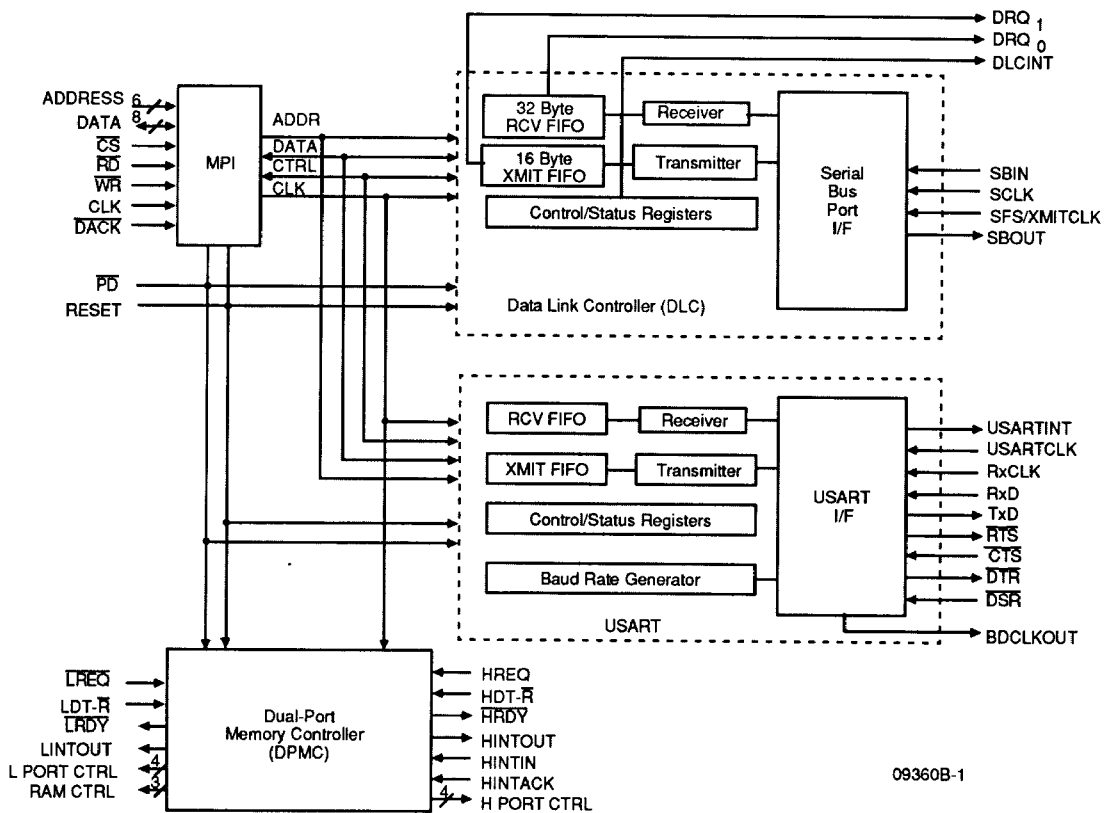 DRQ 1
DRQ 0
DLCINT
ADDRESS 6
DATA 8
CS
RD
WR
CLK
DACK
MPI
ADDR
DATA
CTRL
CLK
32 Byte
RCV FIFO
Receiver
16 Byte
XMIT FIFO
Transmitter
Control/Status Registers
Serial
Bus
Port
I/F
SBIN
SCLK
SFS/XMITCLK
SBOUT
PD
RESET
Data Link Controller (DLC)
RCV FIFO
Receiver
XMIT FIFO
Transmitter
Control/Status Registers
Baud Rate Generator
USART
I/F
USART
USARTINT
USARTCLK
RxCLK
RxD
TxD
RTS
CTS
DTR
DSR
BDCLKOUT
LREQ
LDT-R
LRDY
LINTOUT
L PORT CTRL 4
RAM CTRL 3
Dual-Port
Memory Controller
(DPMC)
HREQ
HDT-R
HRDY
HINTOUT
HINTIN
HINTACK
4 H PORT CTRL
09360B-1